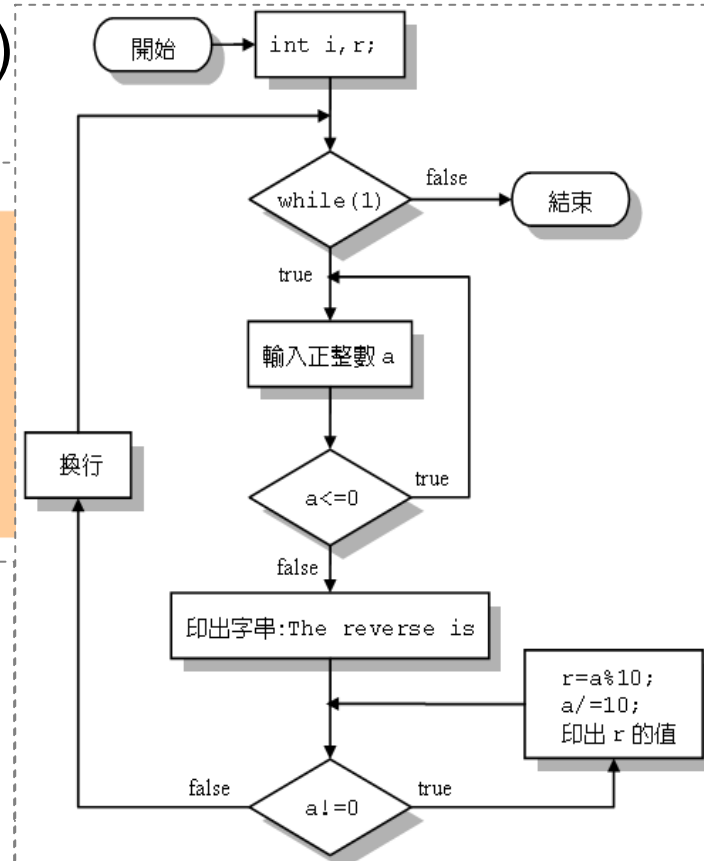 )
開始
int i,r;
while(1)
false
結束
true
輸入正整數 a
換行
a<=0
true
false
印出字串:The reverse is
r=a%10;
a/=10;
印出 r 的值
false
a!=0
true